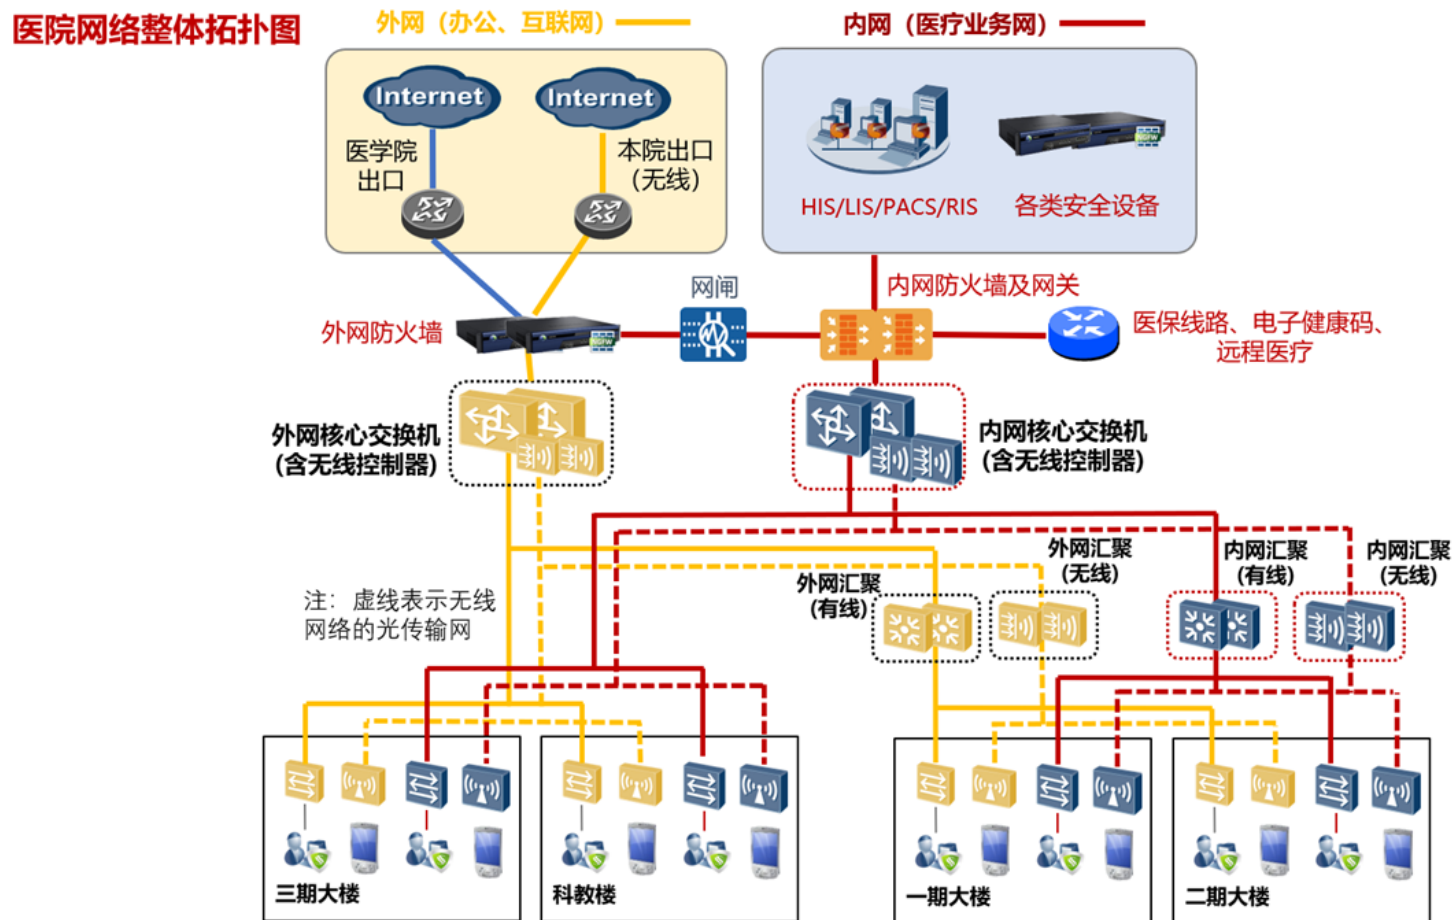 医院网络整体拓扑图
外网（办公、互联网）
内网（医疗业务网）
Internet
Internet
医学院
出口
本院出口
（无线）
HIS/LIS/PACS/RIS
NGFW
各类安全设备
网闸
内网防火墙及网关
外网防火墙
NGFW
医保线路、电子健康码、
远程医疗
外网核心交换机
(含无线控制器)
内网核心交换机
(含无线控制器)
外网汇聚
(有线)
外网汇聚
(无线)
内网汇聚
(有线)
内网汇聚
(无线)
注：虚线表示无线
网络的光传输网
三期大楼
科教楼
一期大楼
二期大楼